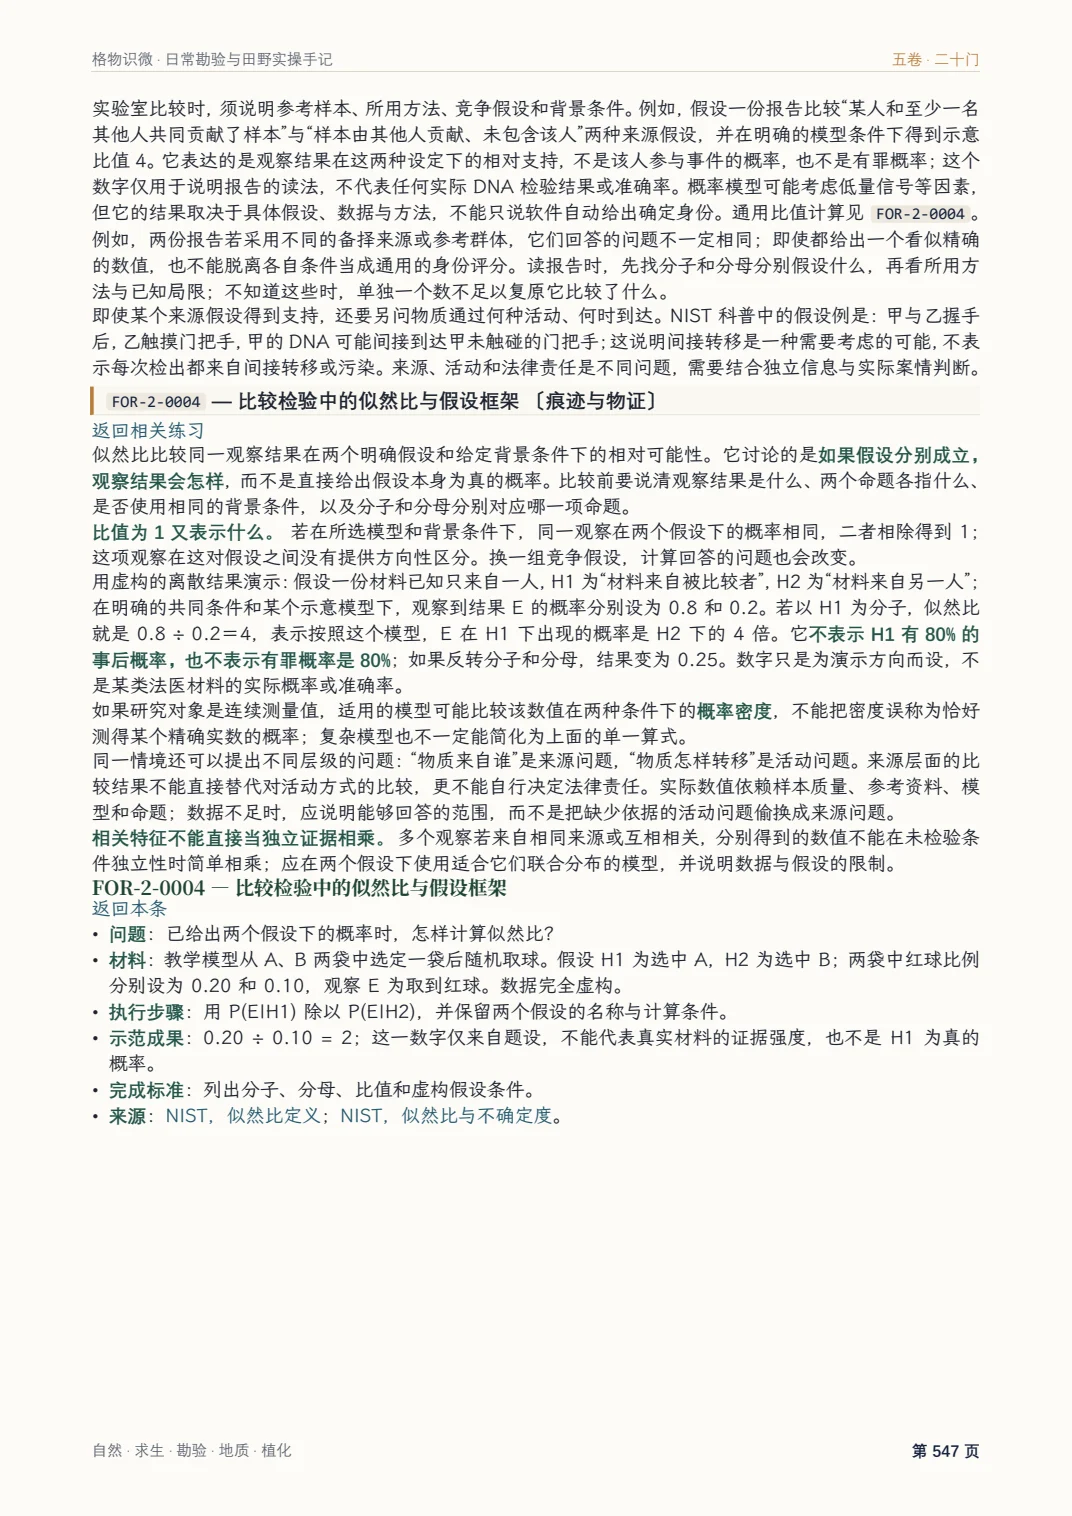 格物识微 · 日常勘验与田野实操手记
五卷 · 二十门
实验室比较时，须说明参考样本、所用方法、竞争假设和背景条件。例如，假设一份报告比较“某人和至少一名
其他人共同贡献了样本”与“样本由其他人贡献、未包含该人”两种来源假设，并在明确的模型条件下得到示意
比值 4。它表达的是观察结果在这两种设定下的相对支持，不是该人参与事件的概率，也不是有罪概率；这个
数字仅用于说明报告的读法，不代表任何实际 DNA 检验结果或准确率。概率模型可能考虑低量信号等因素，
但它的结果取决于具体假设、数据与方法，不能只说软件自动给出确定身份。通用比值计算见 FOR-2-0004。
例如，两份报告若采用不同的备择来源或参考群体，它们回答的问题不一定相同；即使都给出一个看似精确
的数值，也不能脱离各自条件当成通用的身份评分。读报告时，先找分子和分母分别假设什么，再看所用方
法与已知局限；不知道这些时，单独一个数不足以复原它比较了什么。
即使某个来源假设得到支持，还要另问物质通过何种活动、何时到达。NIST 科普中的假设例是：甲与乙握手
后，乙触摸门把手，甲的 DNA 可能间接到达甲未触碰的门把手；这说明间接转移是一种需要考虑的可能，不表
示每次检出都来自间接转移或污染。来源、活动和法律责任是不同问题，需要结合独立信息与实际案情判断。
FOR-2-0004 — 比较检验中的似然比与假设框架 〔痕迹与物证〕
返回相关练习
似然比比较同一观察结果在两个明确假设和给定背景条件下的相对可能性。它讨论的是如果假设分别成立，
观察结果会怎样，而不是直接给出假设本身为真的概率。比较前要说清观察结果是什么、两个命题各指什么、
是否使用相同的背景条件，以及分子和分母分别对应哪一项命题。
比值为 1 又表示什么。 若在所选模型和背景条件下，同一观察在两个假设下的概率相同，二者相除得到 1；
这项观察在这对假设之间没有提供方向性区分。换一组竞争假设，计算回答的问题也会改变。
用虚构的离散结果演示：假设一份材料已知只来自一人，H1 为“材料来自被比较者”，H2 为“材料来自另一人”；
在明确的共同条件和某个示意模型下，观察到结果 E 的概率分别设为 0.8 和 0.2。若以 H1 为分子，似然比
就是 0.8 ÷ 0.2＝4，表示按照这个模型，E 在 H1 下出现的概率是 H2 下的 4 倍。它不表示 H1 有 80% 的
事后概率，也不表示有罪概率是 80%；如果反转分子和分母，结果变为 0.25。数字只是为演示方向而设，不
是某类法医材料的实际概率或准确率。
如果研究对象是连续测量值，适用的模型可能比较该数值在两种条件下的概率密度，不能把密度误称为恰好
测得某个精确实数的概率；复杂模型也不一定能简化为上面的单一算式。
同一情境还可以提出不同层级的问题：“物质来自谁”是来源问题，“物质怎样转移”是活动问题。来源层面的比
较结果不能直接替代对活动方式的比较，更不能自行决定法律责任。实际数值依赖样本质量、参考资料、模
型和命题；数据不足时，应说明能够回答的范围，而不是把缺少依据的活动问题偷换成来源问题。
相关特征不能直接当独立证据相乘。 多个观察若来自相同来源或互相相关，分别得到的数值不能在未检验条
件独立性时简单相乘；应在两个假设下使用适合它们联合分布的模型，并说明数据与假设的限制。
FOR-2-0004 — 比较检验中的似然比与假设框架
返回本条
• 问题：已给出两个假设下的概率时，怎样计算似然比？
• 材料：教学模型从 A、B 两袋中选定一袋后随机取球。假设 H1 为选中 A，H2 为选中 B；两袋中红球比例
分别设为 0.20 和 0.10，观察 E 为取到红球。数据完全虚构。
• 执行步骤：用 P(E|H1) 除以 P(E|H2)，并保留两个假设的名称与计算条件。
• 示范成果：0.20 ÷ 0.10 = 2；这一数字仅来自题设，不能代表真实材料的证据强度，也不是 H1 为真的
概率。
• 完成标准：列出分子、分母、比值和虚构假设条件。
• 来源：NIST，似然比定义；NIST，似然比与不确定度。
自然 · 求生 · 勘验 · 地质 · 植化
第 547 页